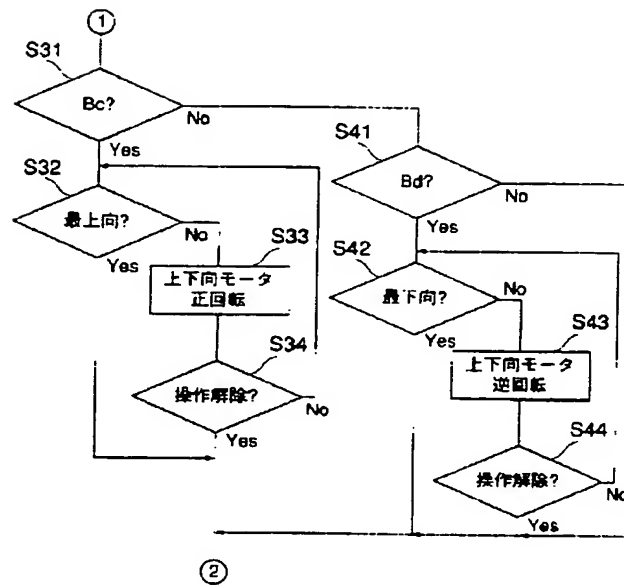 ①
S31
Bc?
No
Yes
S32
最上向?
No
Yes
S33
上下向モータ
正回転
S34
操作解除?
No
Yes
S41
Bd?
No
Yes
S42
最下向?
No
Yes
S43
上下向モータ
逆回転
S44
操作解除?
No
Yes
②